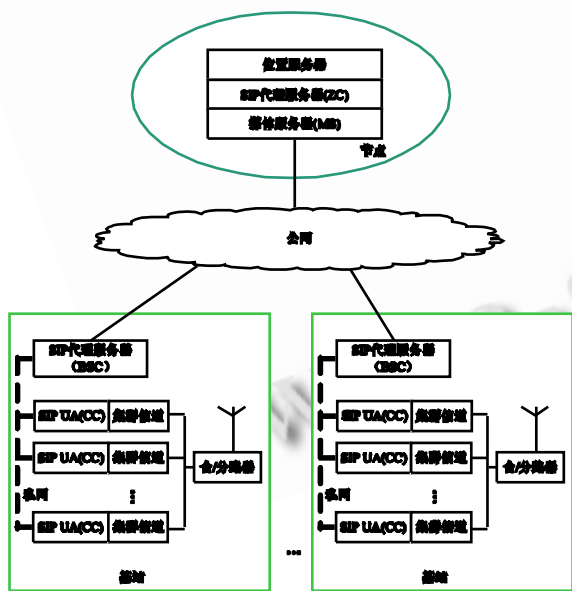 位置服务器
SIP代理服务器(ZC)
媒体服务器(MS)
节点
公网
SIP代理服务器
（BSC）
SIP UA(CC) 集群信道
SIP UA(CC) 集群信道
合/分路器
私网
⋮
SIP UA(CC) 集群信道
基站
...
SIP代理服务器
（BSC）
SIP UA(CC) 集群信道
SIP UA(CC) 集群信道
合/分路器
私网
⋮
SIP UA(CC) 集群信道
基站